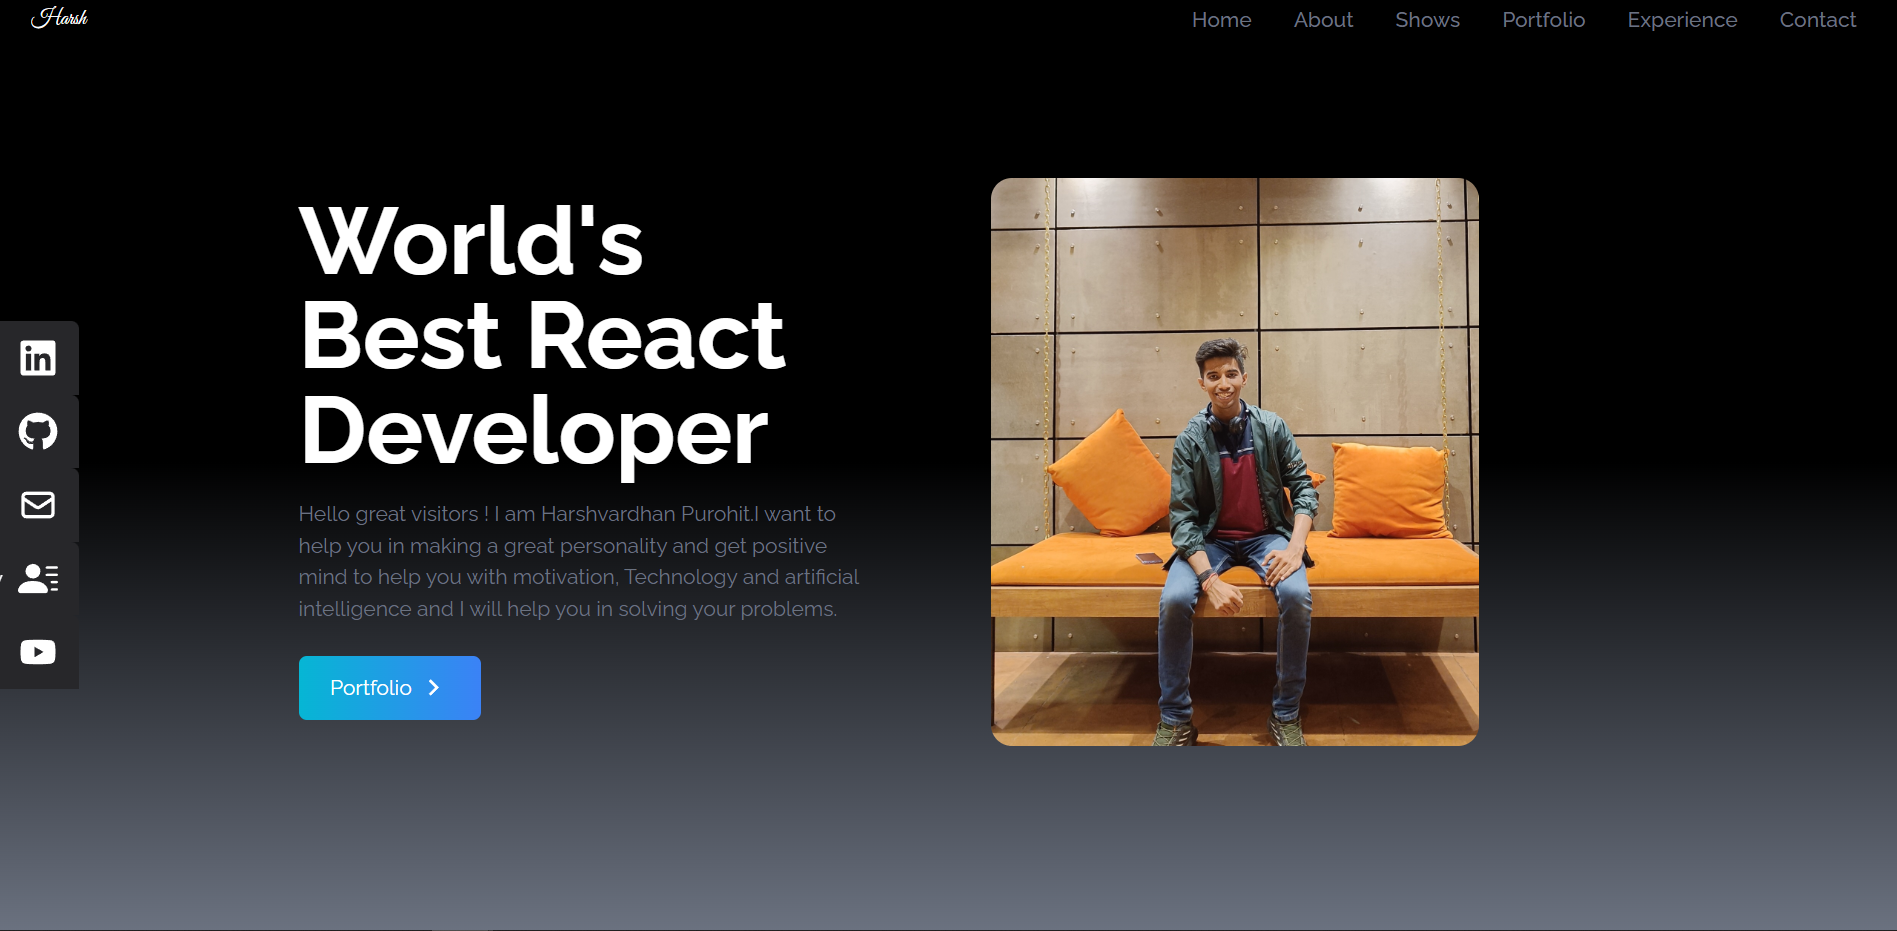 Harsh
Home About Shows Portfolio Experience Contact
World's
Best React
Developer
Hello great visitors ! I am Harshvardhan Purohit.I want to
help you in making a great personality and get positive
mind to help you with motivation, Technology and artificial
intelligence and I will help you in solving your problems.
Portfolio
in